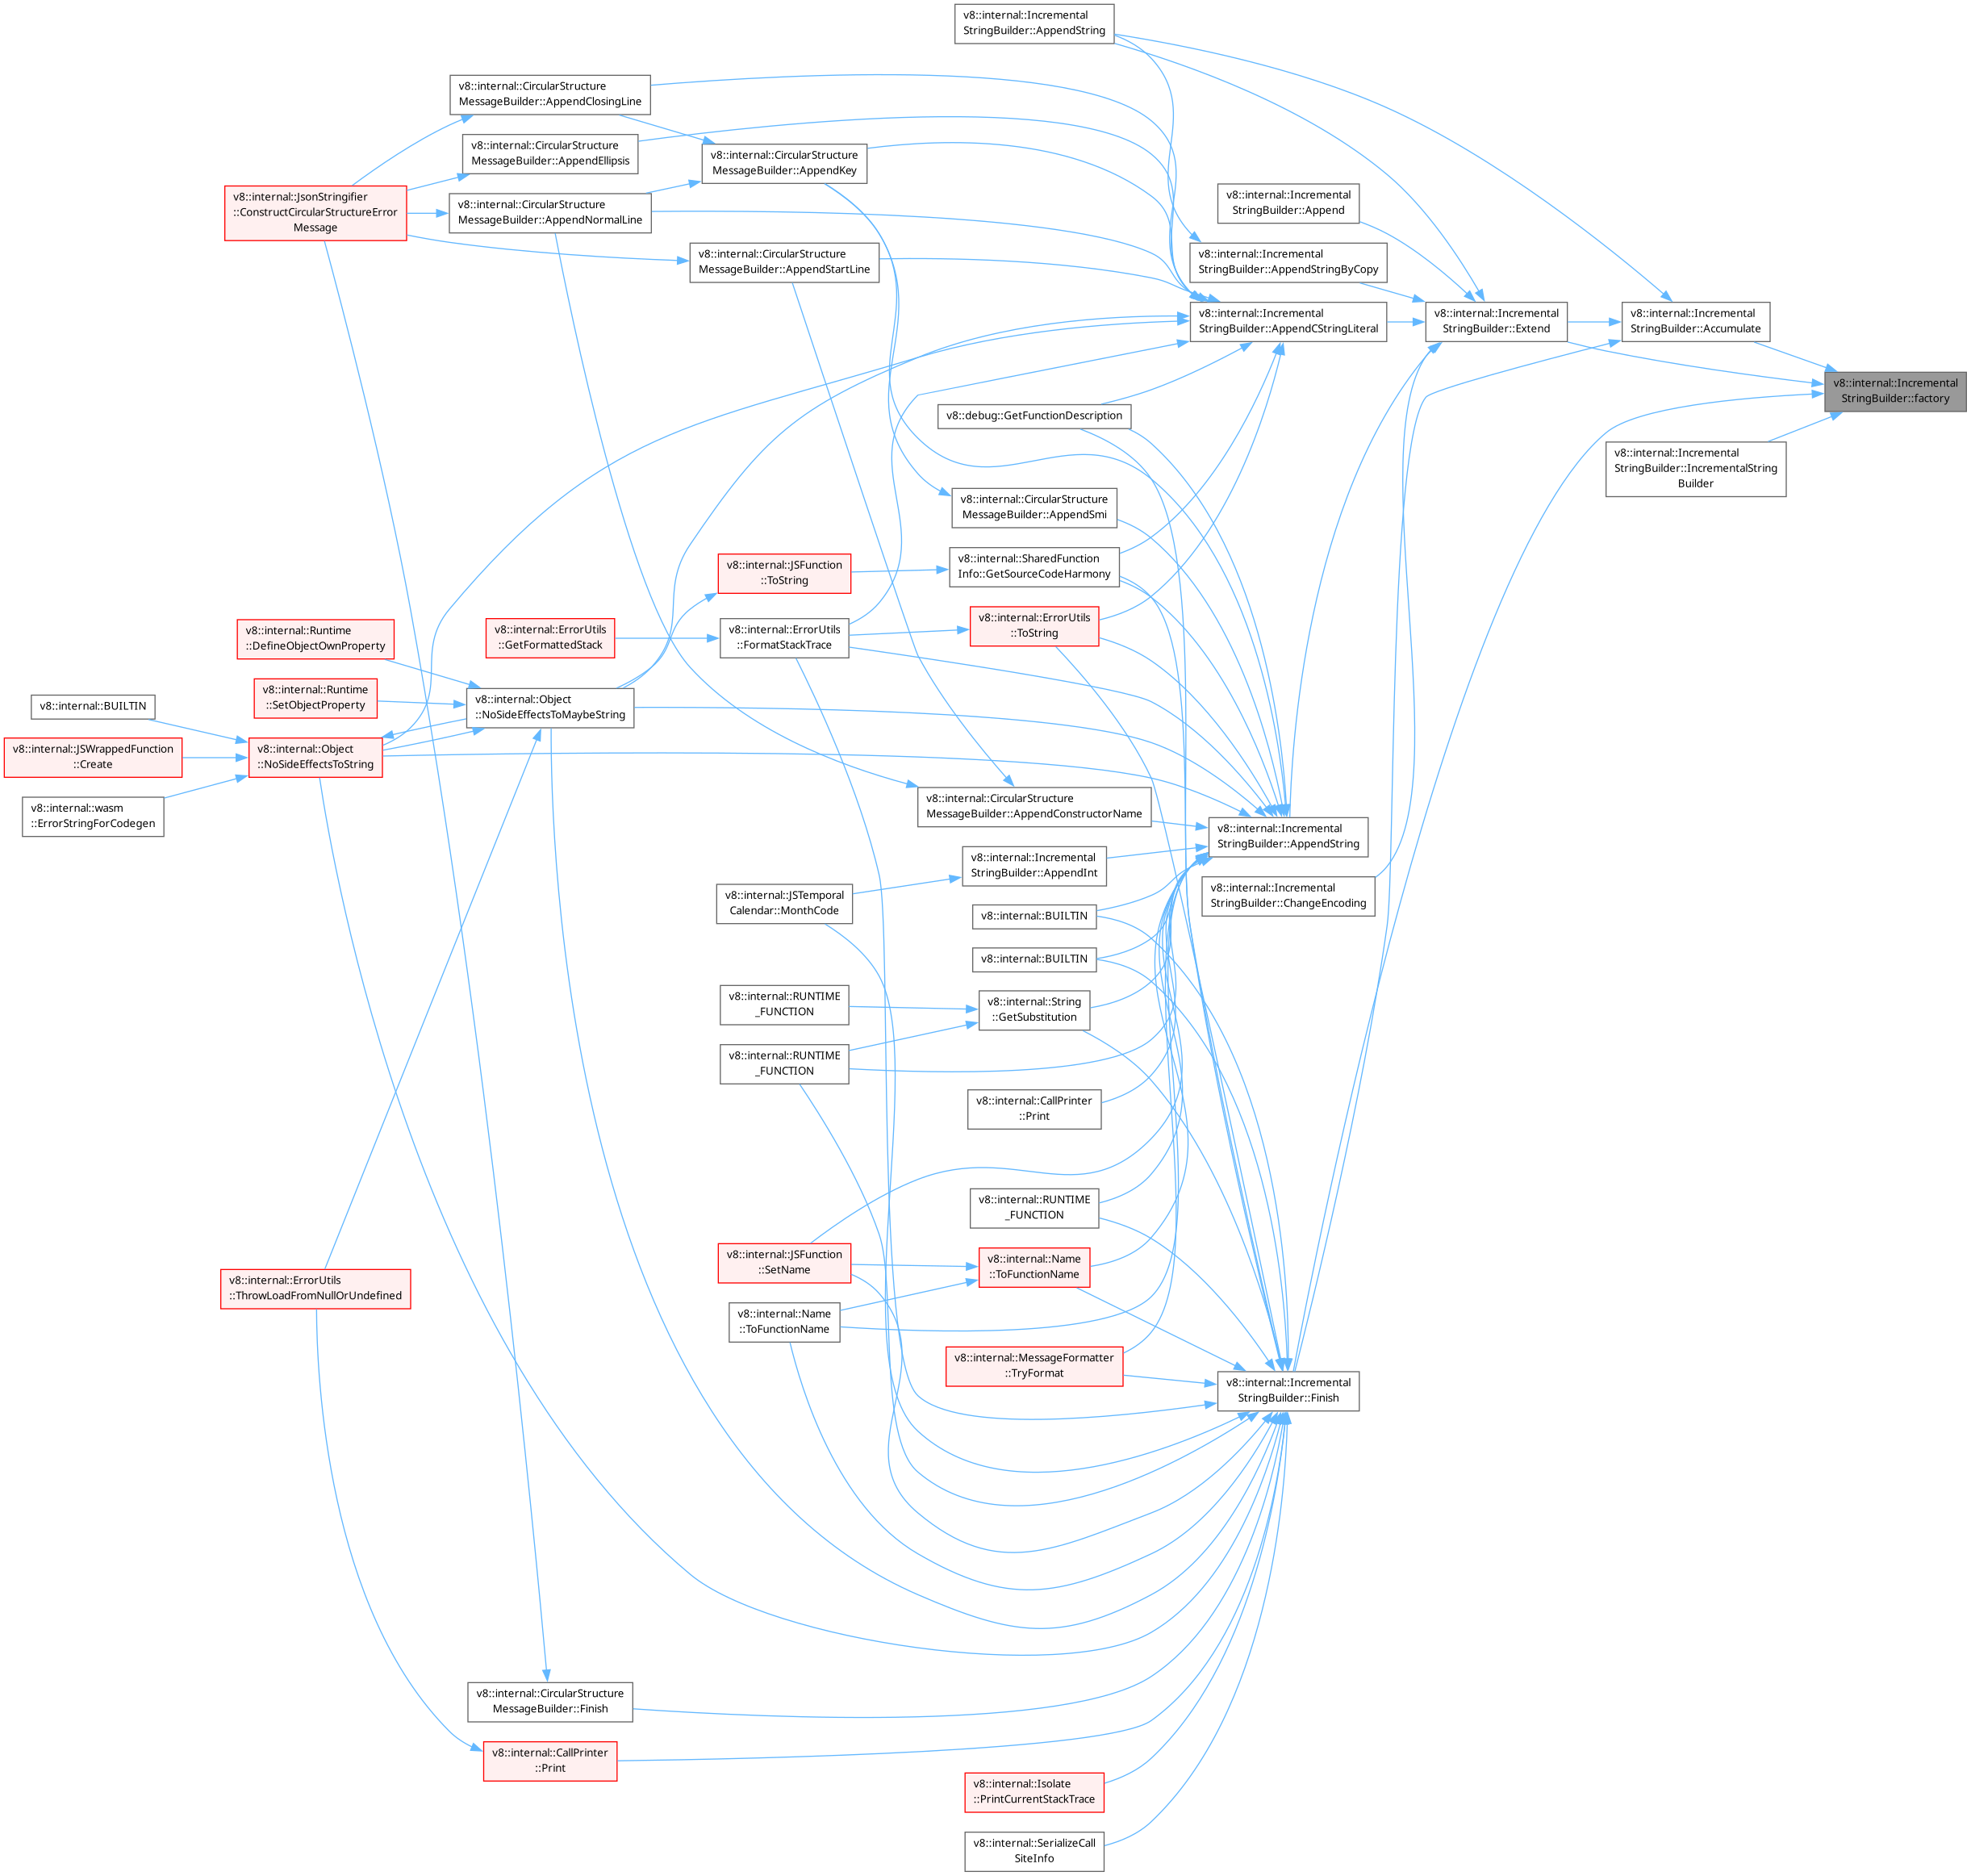 v8::internal::Incremental
StringBuilder::AppendString
v8::internal::CircularStructure
MessageBuilder::AppendClosingLine
v8::internal::CircularStructure
MessageBuilder::AppendEllipsis
v8::internal::CircularStructure
MessageBuilder::AppendKey
v8::internal::JsonStringifier
::ConstructCircularStructureError
Message
v8::internal::CircularStructure
MessageBuilder::AppendNormalLine
v8::internal::Incremental
StringBuilder::Append
v8::internal::CircularStructure
MessageBuilder::AppendStartLine
v8::internal::Incremental
StringBuilder::AppendStringByCopy
v8::internal::Incremental
StringBuilder::AppendCStringLiteral
v8::internal::Incremental
StringBuilder::Extend
v8::internal::Incremental
StringBuilder::Accumulate
v8::internal::Incremental
StringBuilder::factory
v8::debug::GetFunctionDescription
v8::internal::Incremental
StringBuilder::IncrementalString
Builder
v8::internal::CircularStructure
MessageBuilder::AppendSmi
v8::internal::JSFunction
::ToString
v8::internal::SharedFunction
Info::GetSourceCodeHarmony
v8::internal::Runtime
::DefineObjectOwnProperty
v8::internal::ErrorUtils
::GetFormattedStack
v8::internal::ErrorUtils
::FormatStackTrace
v8::internal::ErrorUtils
::ToString
v8::internal::Runtime
::SetObjectProperty
v8::internal::Object
::NoSideEffectsToMaybeString
v8::internal::BUILTIN
v8::internal::JSWrappedFunction
::Create
v8::internal::Object
::NoSideEffectsToString
v8::internal::wasm
::ErrorStringForCodegen
v8::internal::CircularStructure
MessageBuilder::AppendConstructorName
v8::internal::Incremental
StringBuilder::AppendString
v8::internal::Incremental
StringBuilder::AppendInt
v8::internal::JSTemporal
Calendar::MonthCode
v8::internal::Incremental
StringBuilder::ChangeEncoding
v8::internal::BUILTIN
v8::internal::BUILTIN
v8::internal::RUNTIME
_FUNCTION
v8::internal::String
::GetSubstitution
v8::internal::RUNTIME
_FUNCTION
v8::internal::CallPrinter
::Print
v8::internal::RUNTIME
_FUNCTION
v8::internal::JSFunction
::SetName
v8::internal::Name
::ToFunctionName
v8::internal::ErrorUtils
::ThrowLoadFromNullOrUndefined
v8::internal::Name
::ToFunctionName
v8::internal::MessageFormatter
::TryFormat
v8::internal::Incremental
StringBuilder::Finish
v8::internal::CircularStructure
MessageBuilder::Finish
v8::internal::CallPrinter
::Print
v8::internal::Isolate
::PrintCurrentStackTrace
v8::internal::SerializeCall
SiteInfo